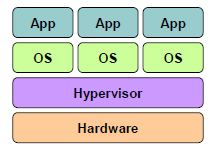 App App App
OS OS OS
Hypervisor
Hardware